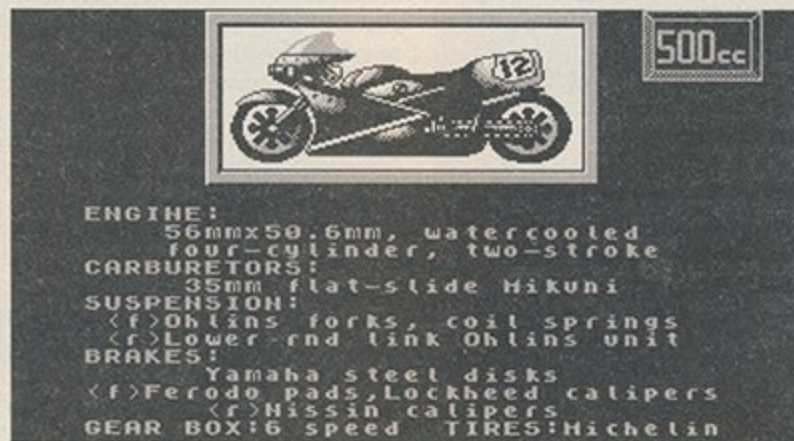 500cc
12
ENGINE:
56mmx50.6mm, watercooled
four-cylinder, two-stroke
CARBURETORS:
35mm flat-slide Mikuni
SUSPENSION:
<f>Ohlins forks, coil springs
<r>Lower-rnd link Ohlins unit
BRAKES:
Yamaha steel disks
<f>Ferodo pads,Lockheed calipers
<r>Nissin calipers
GEAR BOX:6 speed TIRES:Michelin